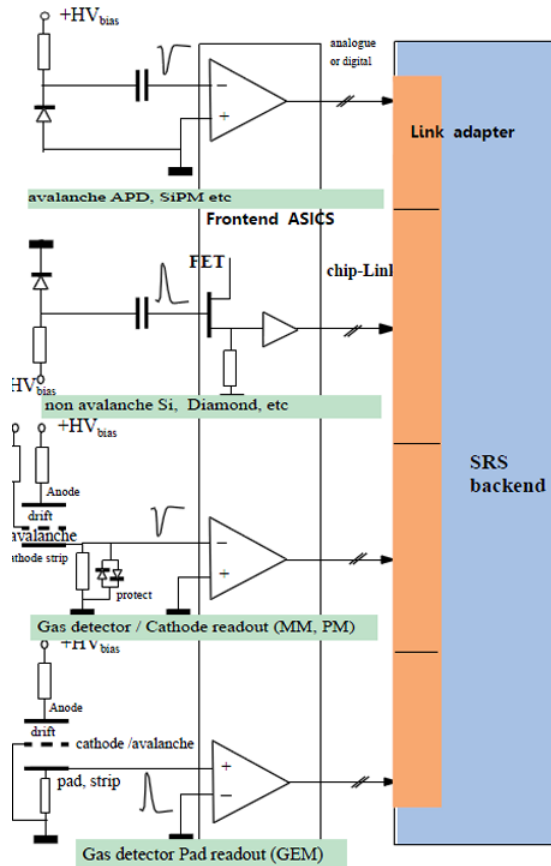 +HVbias
analogue
or digital
−
+
Link adapter
avalanche APD, SiPM etc
Frontend ASICS
FET
chip-Link
HVbias
non avalanche Si, Diamond, etc
+HVbias
SRS
backend
Anode
drift
avalanche
cathode strip
−
+
protect
Gas detector / Cathode readout (MM, PM)
+HVbias
Anode
drift
cathode /avalanche
pad, strip
+
−
Gas detector Pad readout (GEM)